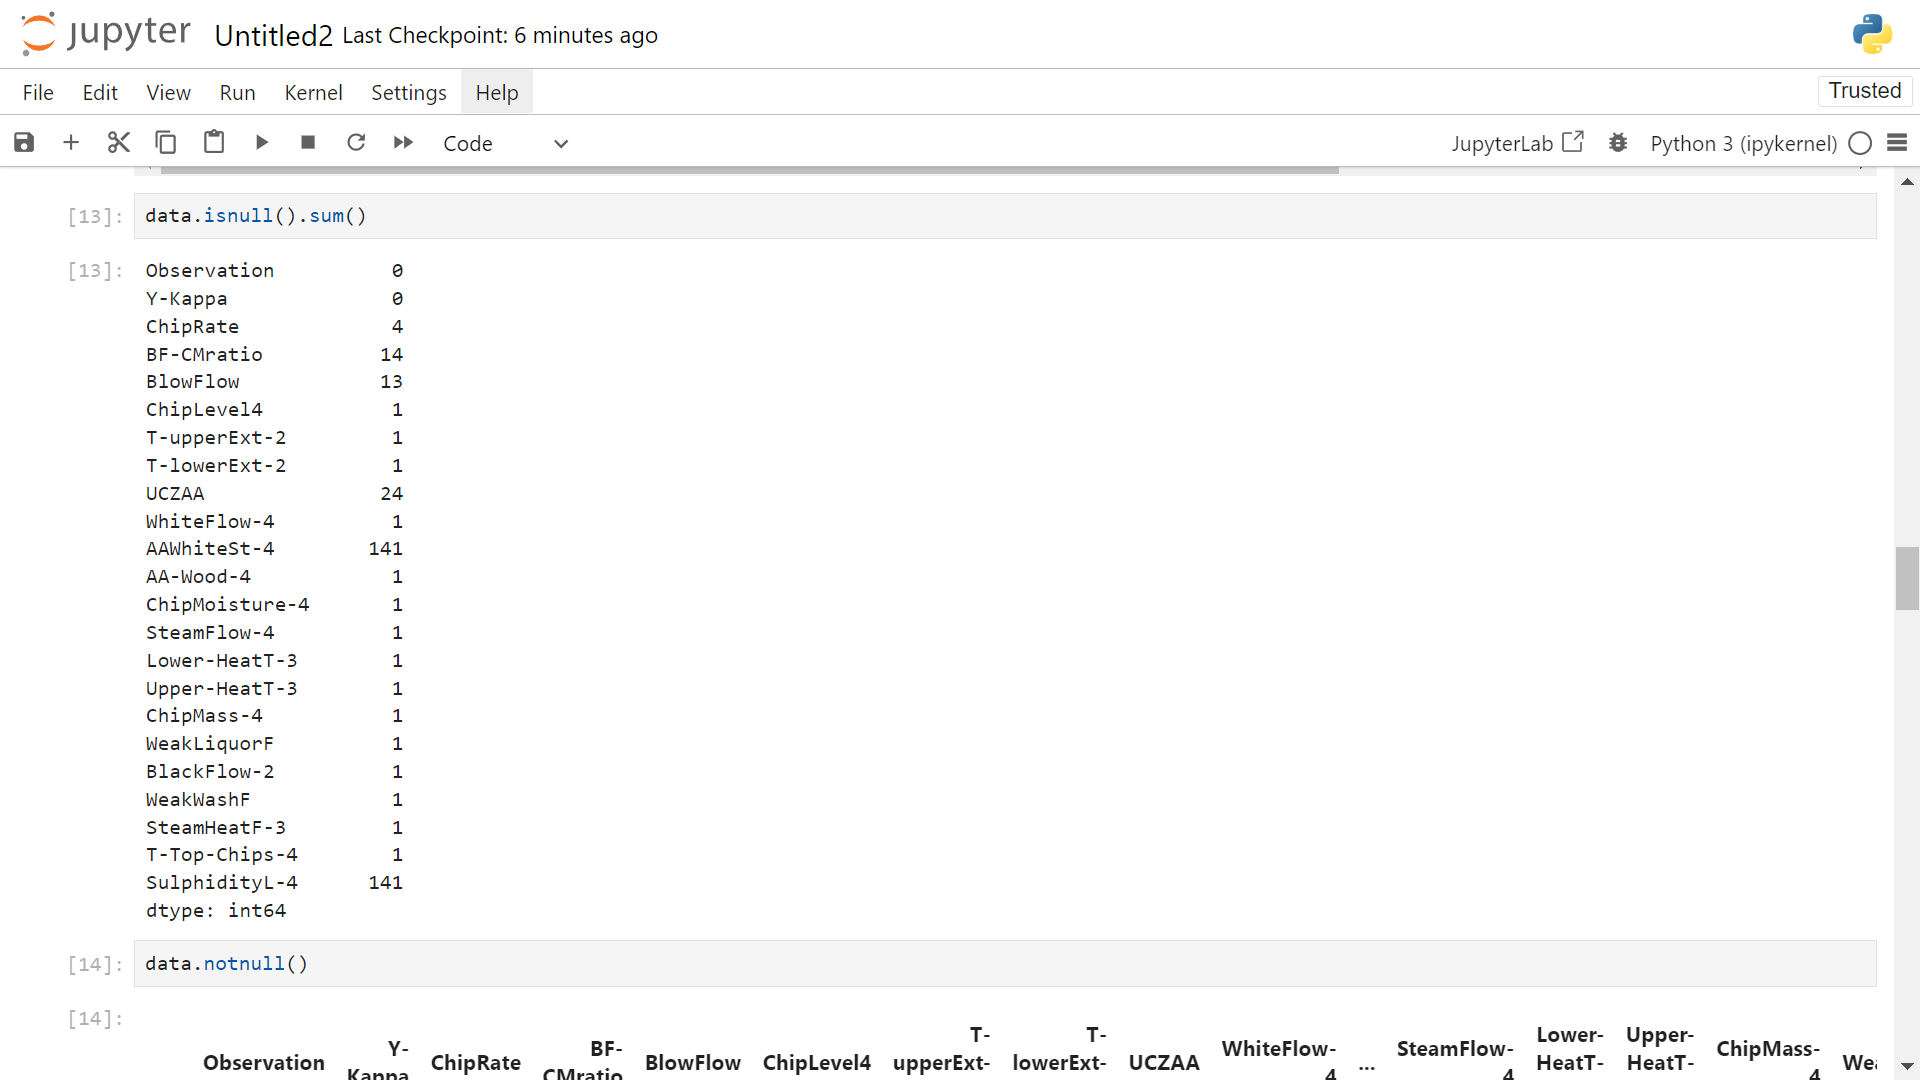 jupyter Untitled2 Last Checkpoint: 6 minutes ago
File Edit View Run Kernel Settings Help Trusted
Code JupyterLab Python 3 (ipykernel)
[13]: data.isnull().sum()
[13]: Observation 0
Y-Kappa 0
ChipRate 4
BF-CMratio 14
BlowFlow 13
ChipLevel4 1
T-upperExt-2 1
T-lowerExt-2 1
UCZAA 24
WhiteFlow-4 1
AAWhiteSt-4 141
AA-Wood-4 1
ChipMoisture-4 1
SteamFlow-4 1
Lower-HeatT-3 1
Upper-HeatT-3 1
ChipMass-4 1
WeakLiquorF 1
BlackFlow-2 1
WeakWashF 1
SteamHeatF-3 1
T-Top-Chips-4 1
SulphidityL-4 141
dtype: int64
[14]: data.notnull()
[14]:
T- T- Lower- Upper-
Y- BF- WhiteFlow- SteamFlow- ChipMass-
Observation ChipRate BlowFlow ChipLevel4 upperExt- lowerExt- UCZAA ... HeatT- HeatT-
Kappa CMratio 4 4 4